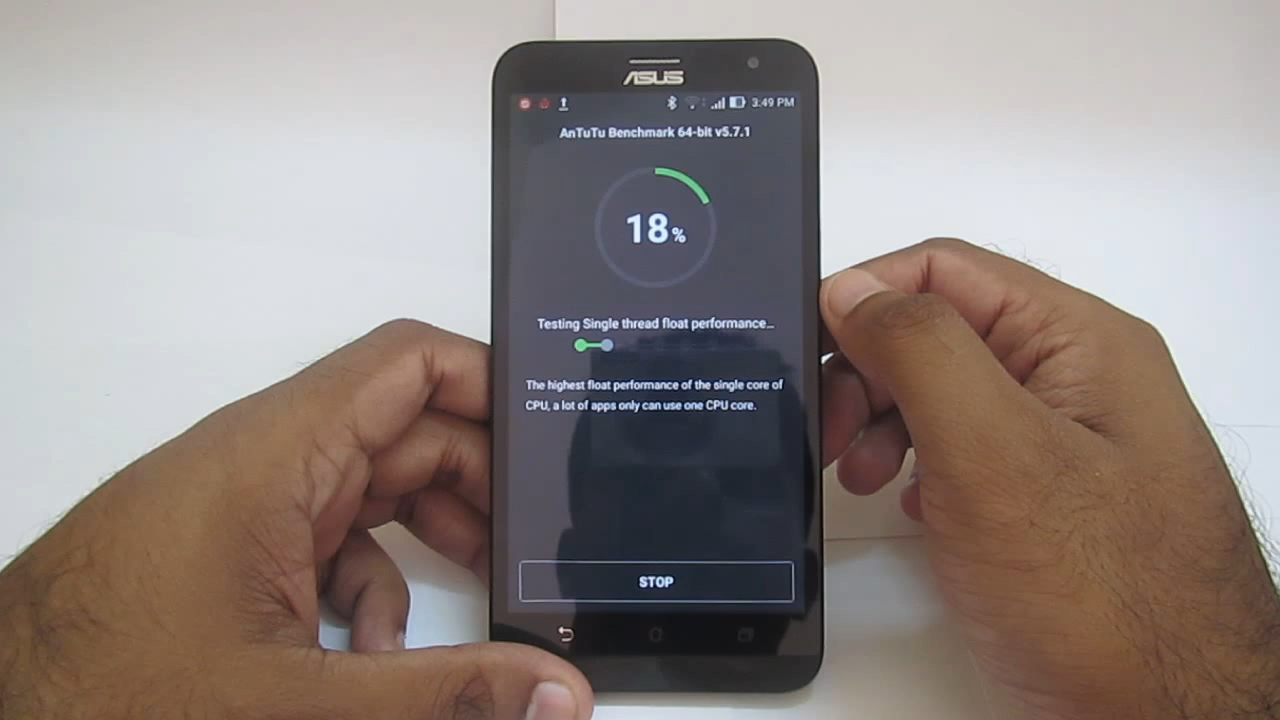 ASUS
3:49 PM
AnTuTu Benchmark 64-bit v5.7.1
18%
Testing Single thread float performance...
The highest float performance of the single core of
CPU, a lot of apps only can use one CPU core.
STOP